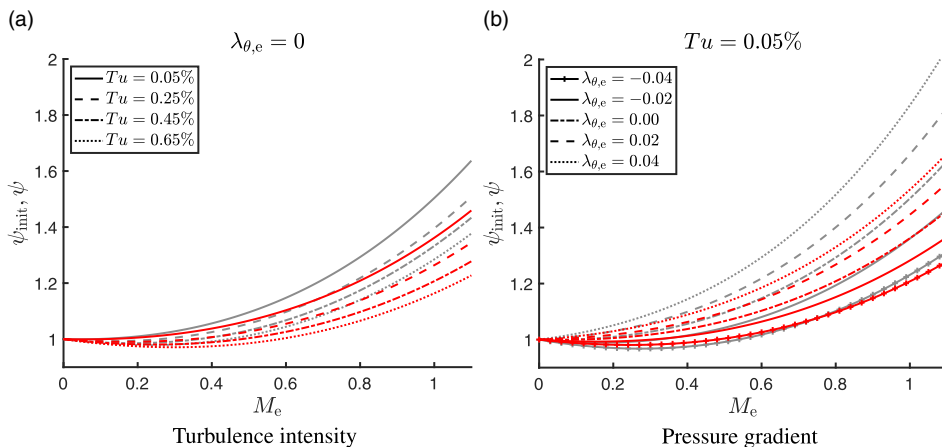 (a)
λθ,e = 0
ψinit, ψ
2
1.8
1.6
1.4
1.2
1
Tu = 0.05%
Tu = 0.25%
Tu = 0.45%
Tu = 0.65%
0 0.2 0.4 0.6 0.8 1
Me
Turbulence intensity
(b)
Tu = 0.05%
ψinit, ψ
2
1.8
1.6
1.4
1.2
1
λθ,e = −0.04
λθ,e = −0.02
λθ,e = 0.00
λθ,e = 0.02
λθ,e = 0.04
0 0.2 0.4 0.6 0.8 1
Me
Pressure gradient